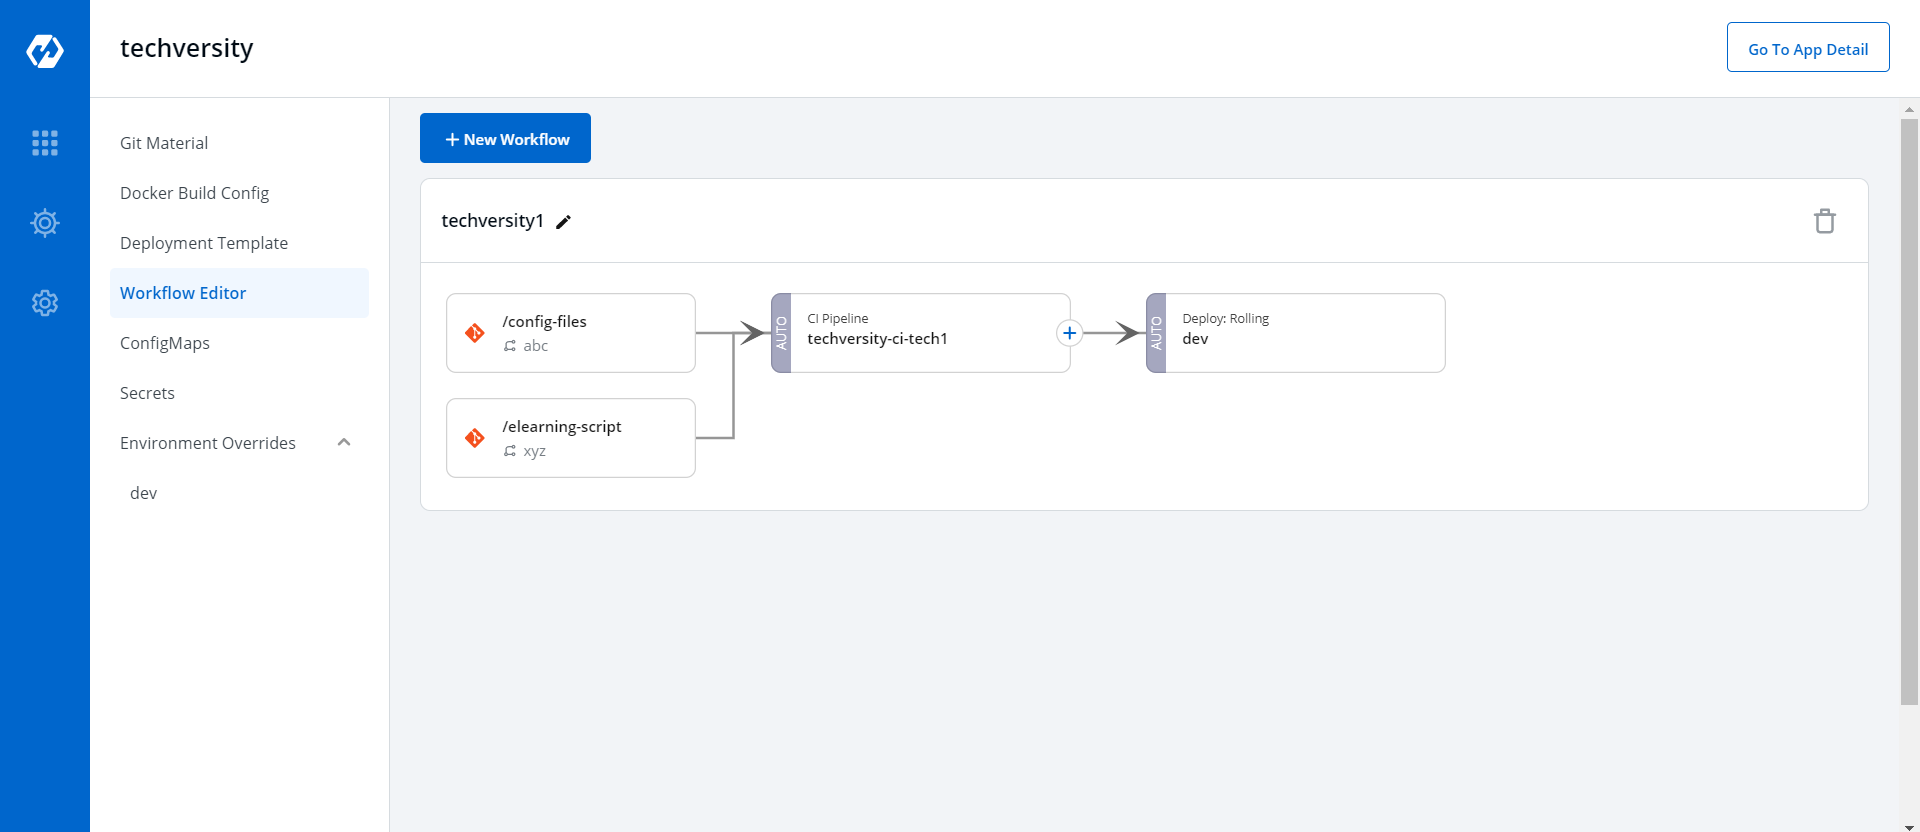 techversity
Go To App Detail
Git Material
Docker Build Config
Deployment Template
Workflow Editor
ConfigMaps
Secrets
Environment Overrides
dev
+ New Workflow
techversity1
/config-files
abc
/elearning-script
xyz
AUTO
CI Pipeline
techversity-ci-tech1
AUTO
Deploy: Rolling
dev